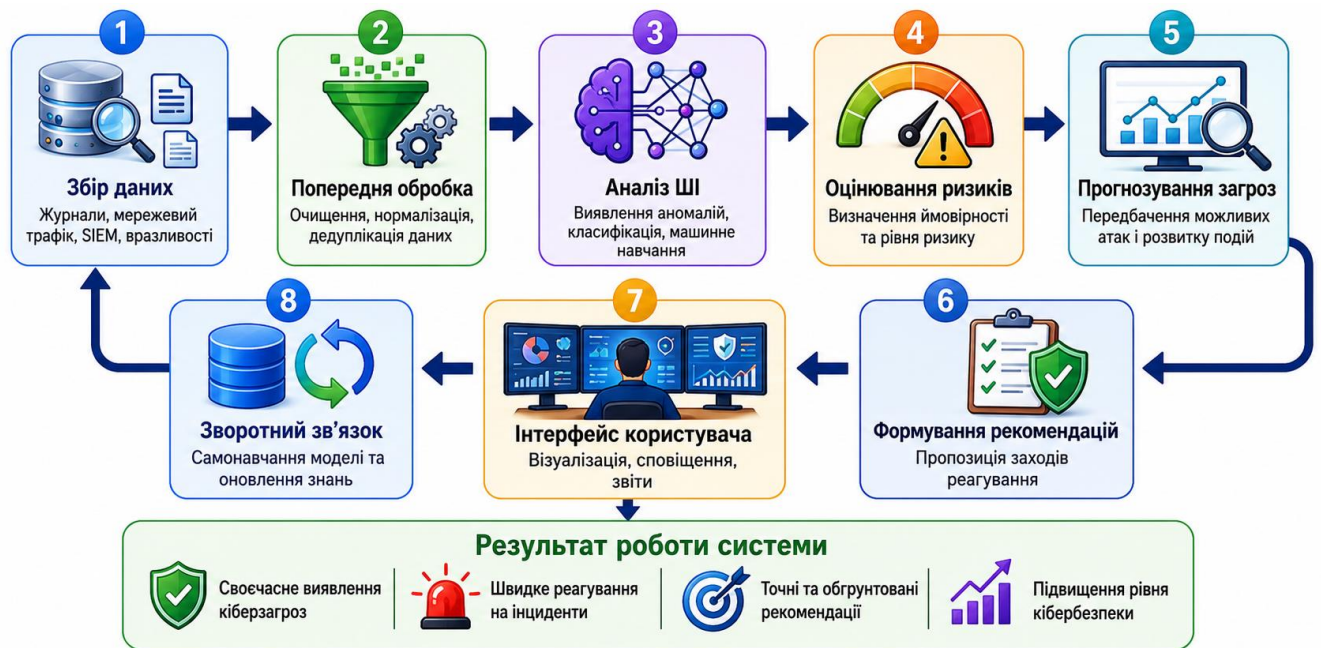 1
Збір даних
Журнали, мережевий
трафік, SIEM, вразливості
2
Попередня обробка
Очищення, нормалізація,
дедуплікація даних
3
Аналіз ШІ
Виявлення аномалій,
класифікація, машинне
навчання
4
Оцінювання ризиків
Визначення ймовірності
та рівня ризику
5
Прогнозування загроз
Передбачення можливих
атак і розвитку подій
6
Формування рекомендацій
Пропозиція заходів
реагування
7
Інтерфейс користувача
Візуалізація, сповіщення,
звіти
8
Зворотний зв’язок
Самонавчання моделі та
оновлення знань
Результат роботи системи
Своєчасне виявлення
кіберзагроз
Швидке реагування
на інциденти
Точні та обгрунтовані
рекомендації
Підвищення рівня
кібербезпеки